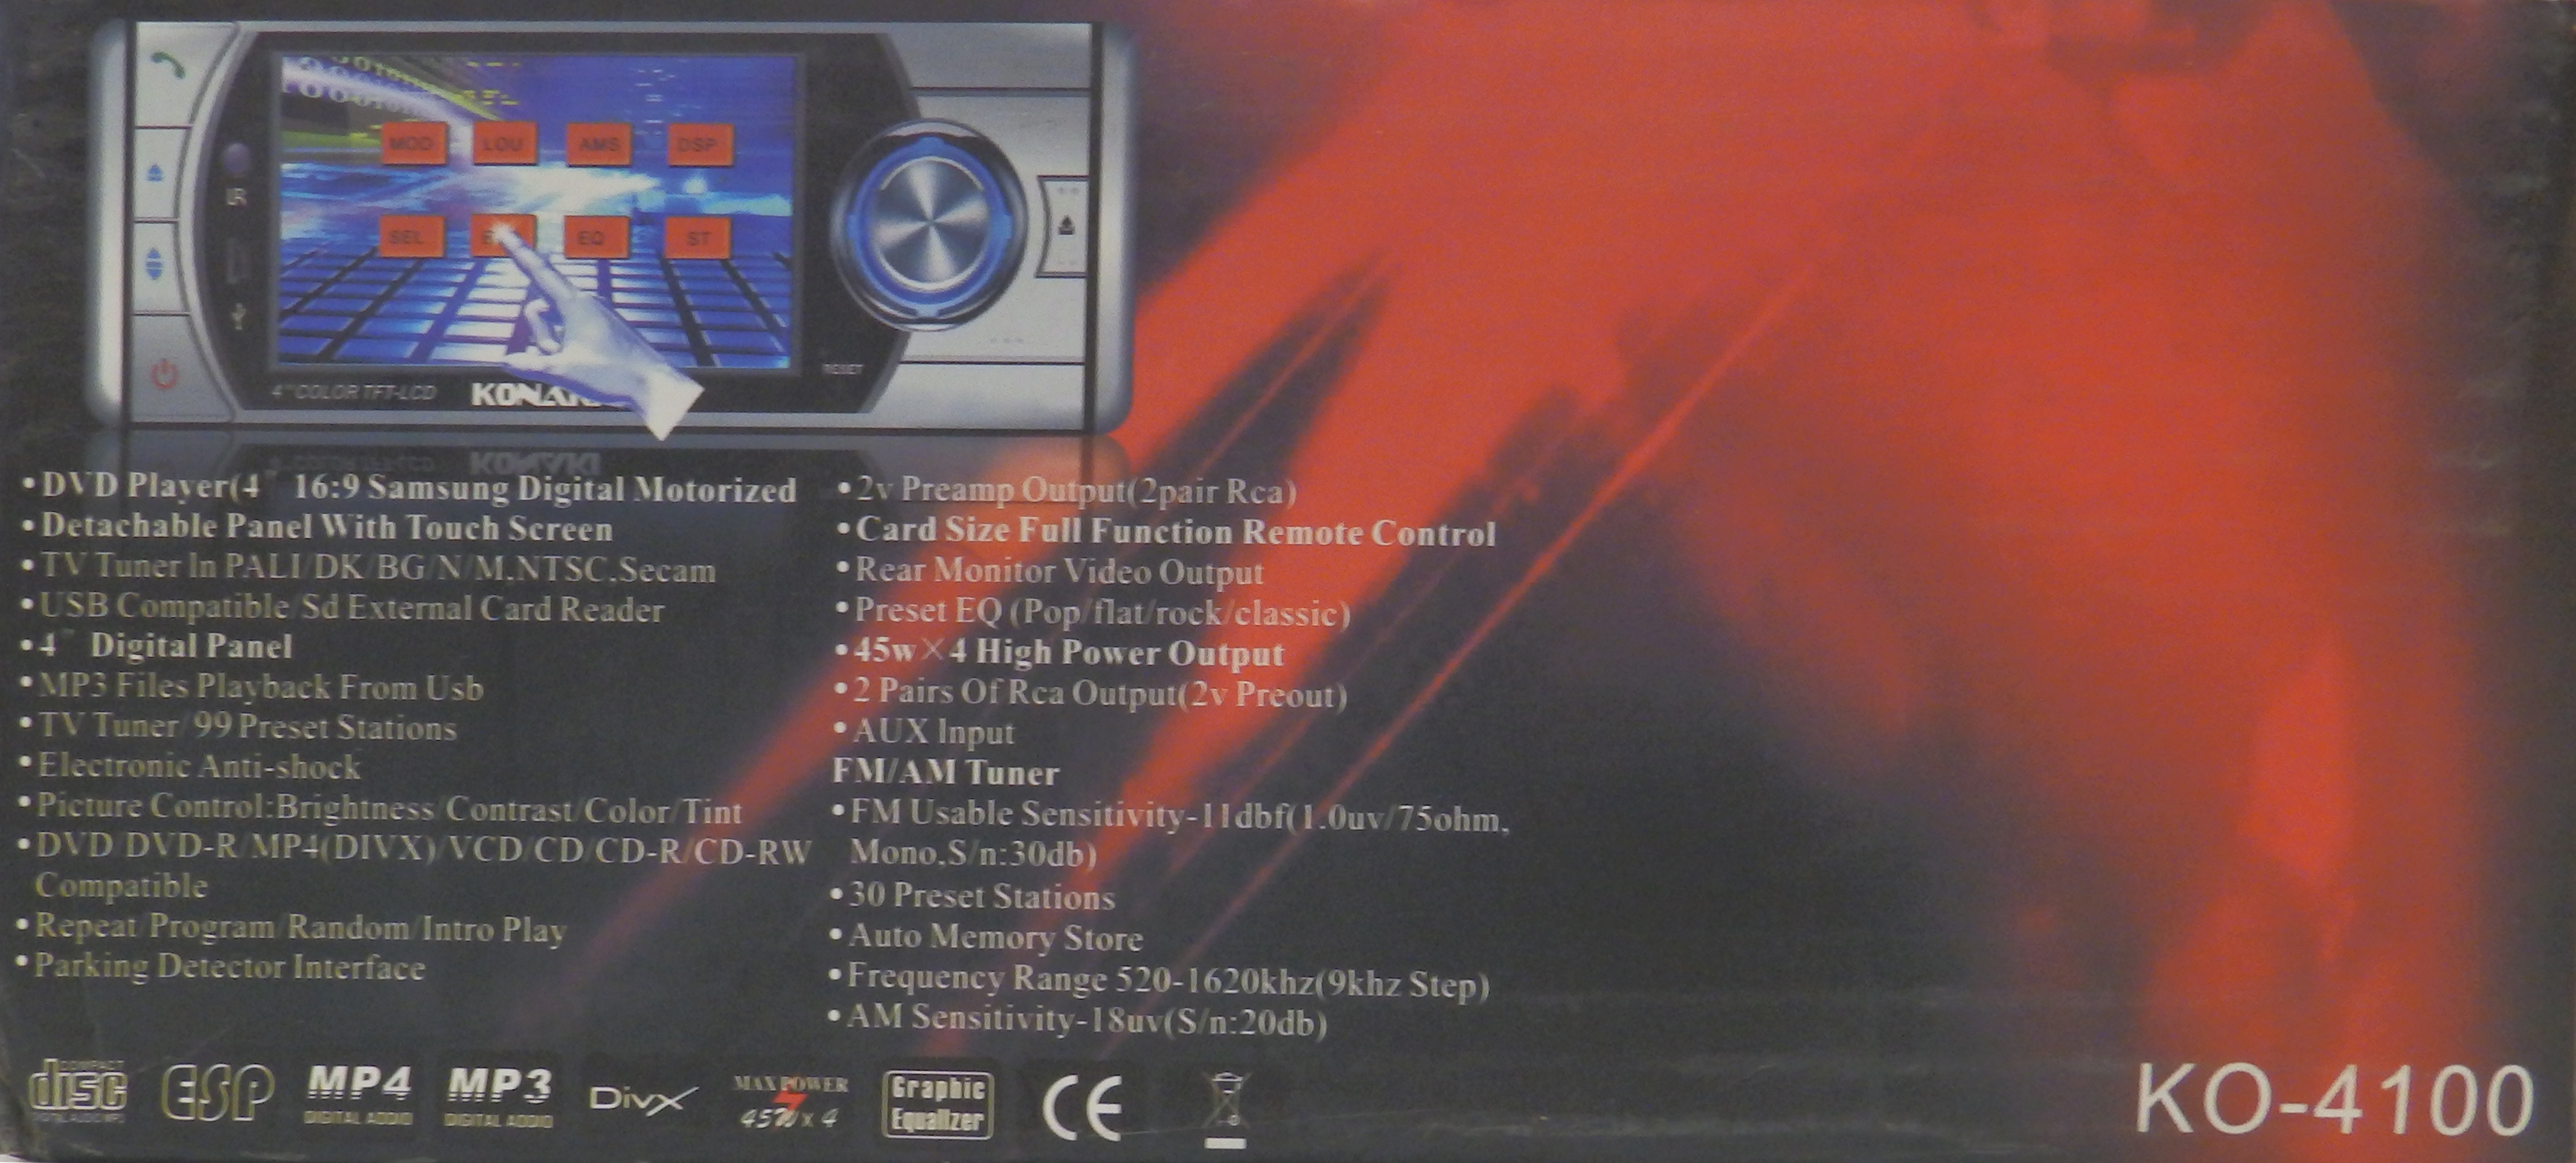 MOD LOU AMS DSP
IR
SEL EQ ST
RESET
4" COLOR TFT-LCD
•DVD Player(4" 16:9 Samsung Digital Motorized
•Detachable Panel With Touch Screen
•TV Tuner In PALI/DK/BG/N/M.NTSC.Secam
•USB Compatible/Sd External Card Reader
•4" Digital Panel
•MP3 Files Playback From Usb
•TV Tuner/99 Preset Stations
•Electronic Anti-shock
•Picture Control:Brightness/Contrast/Color/Tint
•DVD/DVD-R/MP4(DIVX)/VCD/CD/CD-R/CD-RW
Compatible
•Repeat/Program/Random/Intro Play
•Parking Detector Interface
•2v Preamp Output(2pair Rca)
•Card Size Full Function Remote Control
•Rear Monitor Video Output
•Preset EQ (Pop/flat/rock/classic)
•45w×4 High Power Output
•2 Pairs Of Rca Output(2v Preout)
•AUX Input
FM/AM Tuner
•FM Usable Sensitivity-11dbf(1.0uv/75ohm,
Mono,S/n:30db)
•30 Preset Stations
•Auto Memory Store
•Frequency Range 520-1620khz(9khz Step)
•AM Sensitivity-18uv(S/n:20db)
COMPACT
disc
DIGITAL AUDIO
ESP
MP4
DIGITAL AUDIO
MP3
DIGITAL AUDIO
DivX
MAX POWER
45W x 4
Graphic
Equalizer
CE
KO-4100